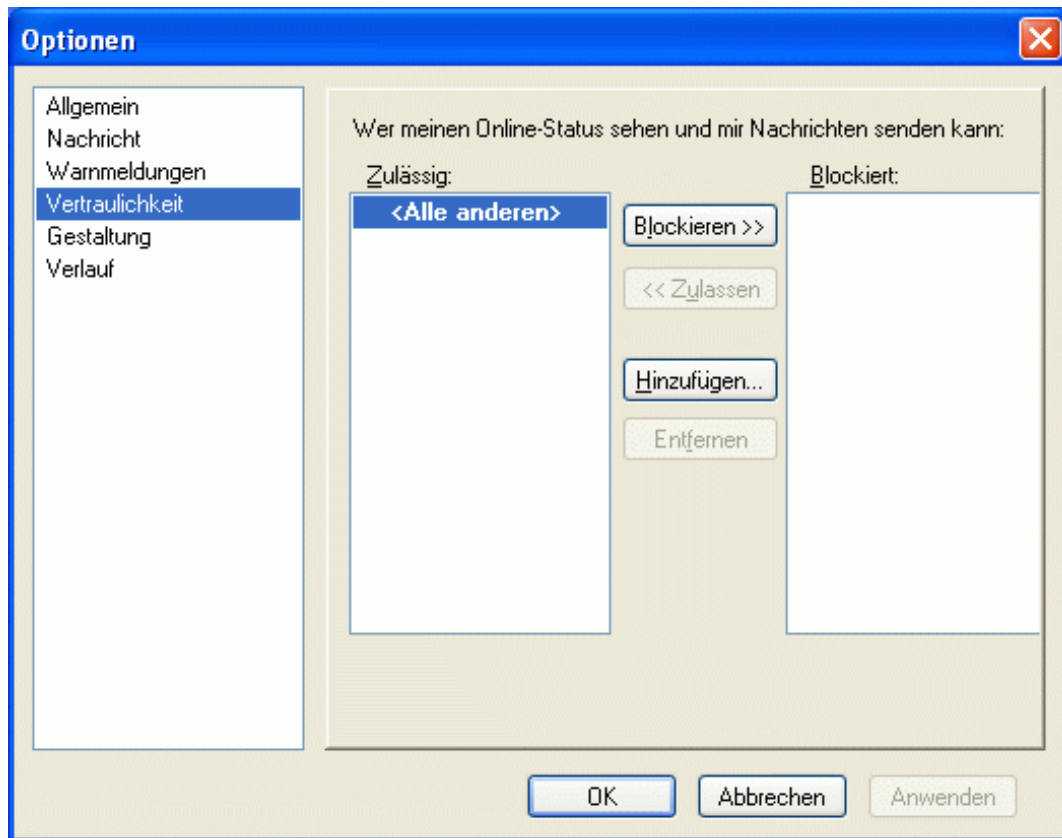 Optionen
Allgemein
Nachricht
Warnmeldungen
Vertraulichkeit
Gestaltung
Verlauf
Wer meinen Online-Status sehen und mir Nachrichten senden kann:
Zulässig:
<Alle anderen>
Blockieren >>
<< Zulassen
Hinzufügen...
Entfernen
Blockiert:
OK
Abbrechen
Anwenden